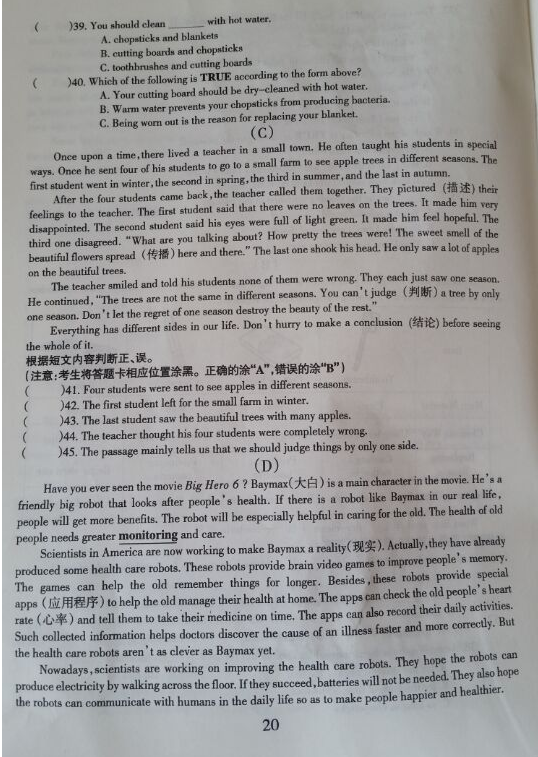 (    )39. You should clean ______ with hot water.
A. chopsticks and blankets
B. cutting boards and chopsticks
C. toothbrushes and cutting boards
(    )40. Which of the following is TRUE according to the form above?
A. Your cutting board should be dry-cleaned with hot water.
B. Warm water prevents your chopsticks from producing bacteria.
C. Being worn out is the reason for replacing your blanket.
(C)
Once upon a time, there lived a teacher in a small town. He often taught his students in special
ways. Once he sent four of his students to go to a small farm to see apple trees in different seasons. The
first student went in winter, the second in spring, the third in summer, and the last in autumn.
After the four students came back, the teacher called them together. They pictured (描述) their
feelings to the teacher. The first student said that there were no leaves on the trees. It made him very
disappointed. The second student said his eyes were full of light green. It made him feel hopeful. The
third one disagreed. "What are you talking about? How pretty the trees were! The sweet smell of the
beautiful flowers spread (传播) here and there." The last one shook his head. He only saw a lot of apples
on the beautiful trees.
The teacher smiled and told his students none of them were wrong. They each just saw one season.
He continued, "The trees are not the same in different seasons. You can't judge (判断) a tree by only
one season. Don't let the regret of one season destroy the beauty of the rest."
Everything has different sides in our life. Don't hurry to make a conclusion (结论) before seeing
the whole of it.
根据短文内容判断正、误。
(注意:考生将答题卡相应位置涂黑。正确的涂"A",错误的涂"B")
(    )41. Four students were sent to see apples in different seasons.
(    )42. The first student left for the small farm in winter.
(    )43. The last student saw the beautiful trees with many apples.
(    )44. The teacher thought his four students were completely wrong.
(    )45. The passage mainly tells us that we should judge things by only one side.
(D)
Have you ever seen the movie Big Hero 6? Baymax(大白) is a main character in the movie. He's a
friendly big robot that looks after people's health. If there is a robot like Baymax in our real life,
people will get more benefits. The robot will be especially helpful in caring for the old. The health of old
people needs greater monitoring and care.
Scientists in America are now working to make Baymax a reality(现实). Actually, they have already
produced some health care robots. These robots provide brain video games to improve people's memory.
The games can help the old remember things for longer. Besides, these robots provide special
apps (应用程序) to help the old manage their health at home. The apps can check the old people's heart
rate (心率) and tell them to take their medicine on time. The apps can also record their daily activities.
Such collected information helps doctors discover the cause of an illness faster and more correctly. But
the health care robots aren't as clever as Baymax yet.
Nowadays, scientists are working on improving the health care robots. They hope the robots can
produce electricity by walking across the floor. If they succeed, batteries will not be needed. They also hope
the robots can communicate with humans in the daily life so as to make people happier and healthier.
20